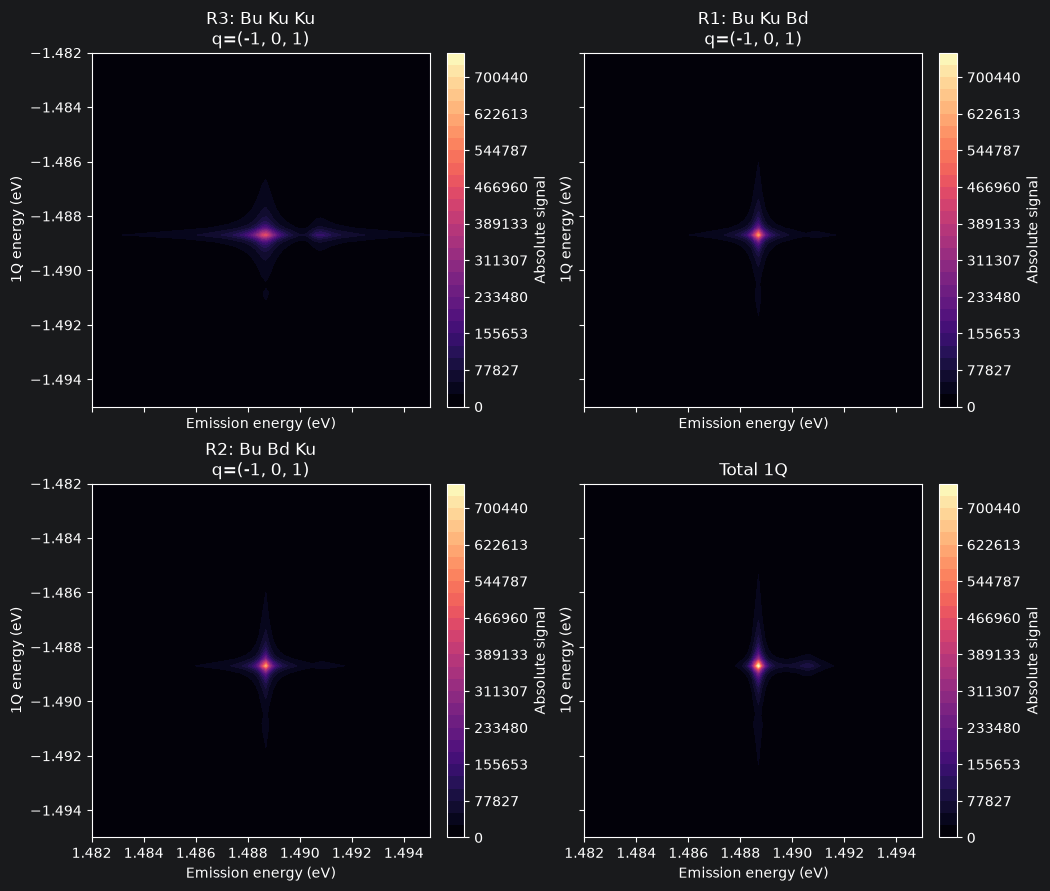 R3: Bu Ku Ku
q=(-1, 0, 1)
−1.482
−1.484
−1.486
−1.488
−1.490
−1.492
−1.494
1Q energy (eV)
Emission energy (eV)
700440
622613
544787
466960
389133
311307
233480
155653
77827
0
Absolute signal
R1: Bu Ku Bd
q=(-1, 0, 1)
1Q energy (eV)
Emission energy (eV)
700440
622613
544787
466960
389133
311307
233480
155653
77827
0
Absolute signal
R2: Bu Bd Ku
q=(-1, 0, 1)
−1.482
−1.484
−1.486
−1.488
−1.490
−1.492
−1.494
1Q energy (eV)
1.482 1.484 1.486 1.488 1.490 1.492 1.494
Emission energy (eV)
700440
622613
544787
466960
389133
311307
233480
155653
77827
0
Absolute signal
Total 1Q
1Q energy (eV)
1.482 1.484 1.486 1.488 1.490 1.492 1.494
Emission energy (eV)
700440
622613
544787
466960
389133
311307
233480
155653
77827
0
Absolute signal